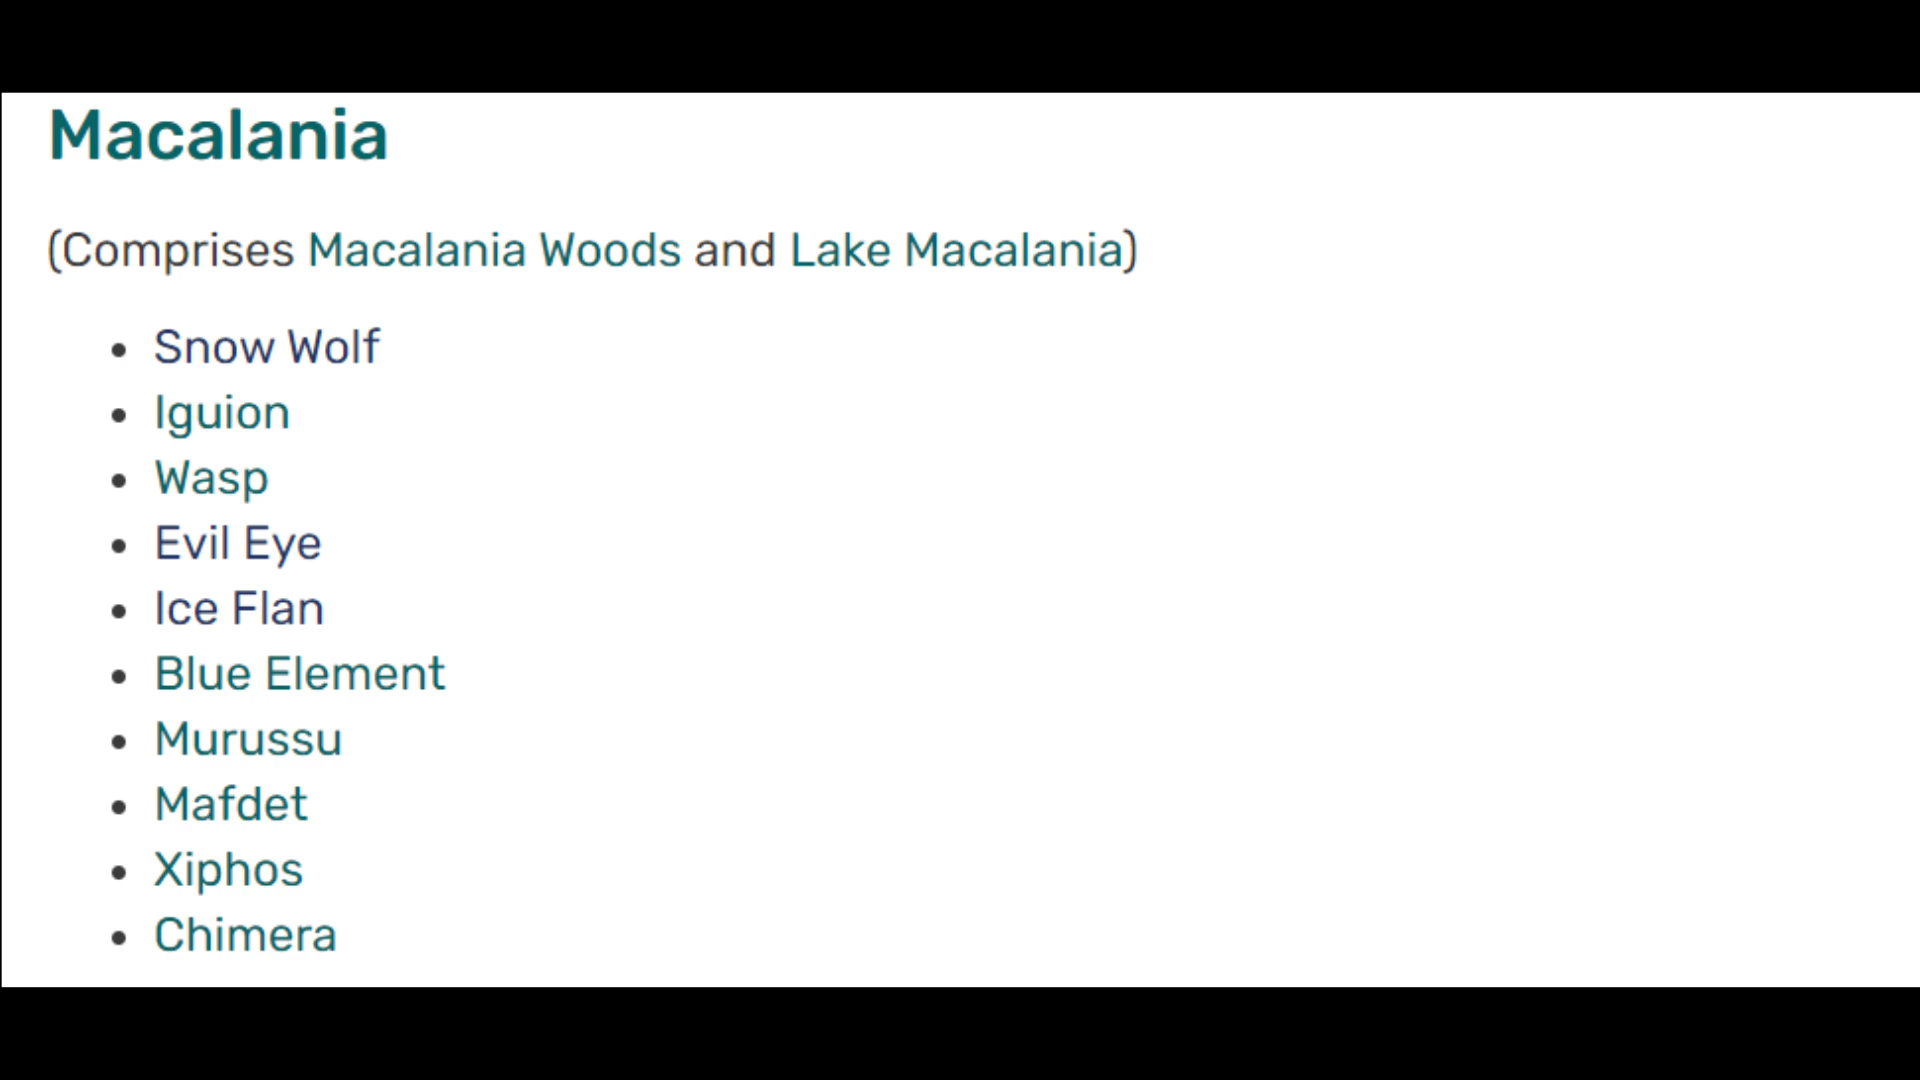 Macalania
(Comprises Macalania Woods and Lake Macalania)
• Snow Wolf
• Iguion
• Wasp
• Evil Eye
• Ice Flan
• Blue Element
• Murussu
• Mafdet
• Xiphos
• Chimera